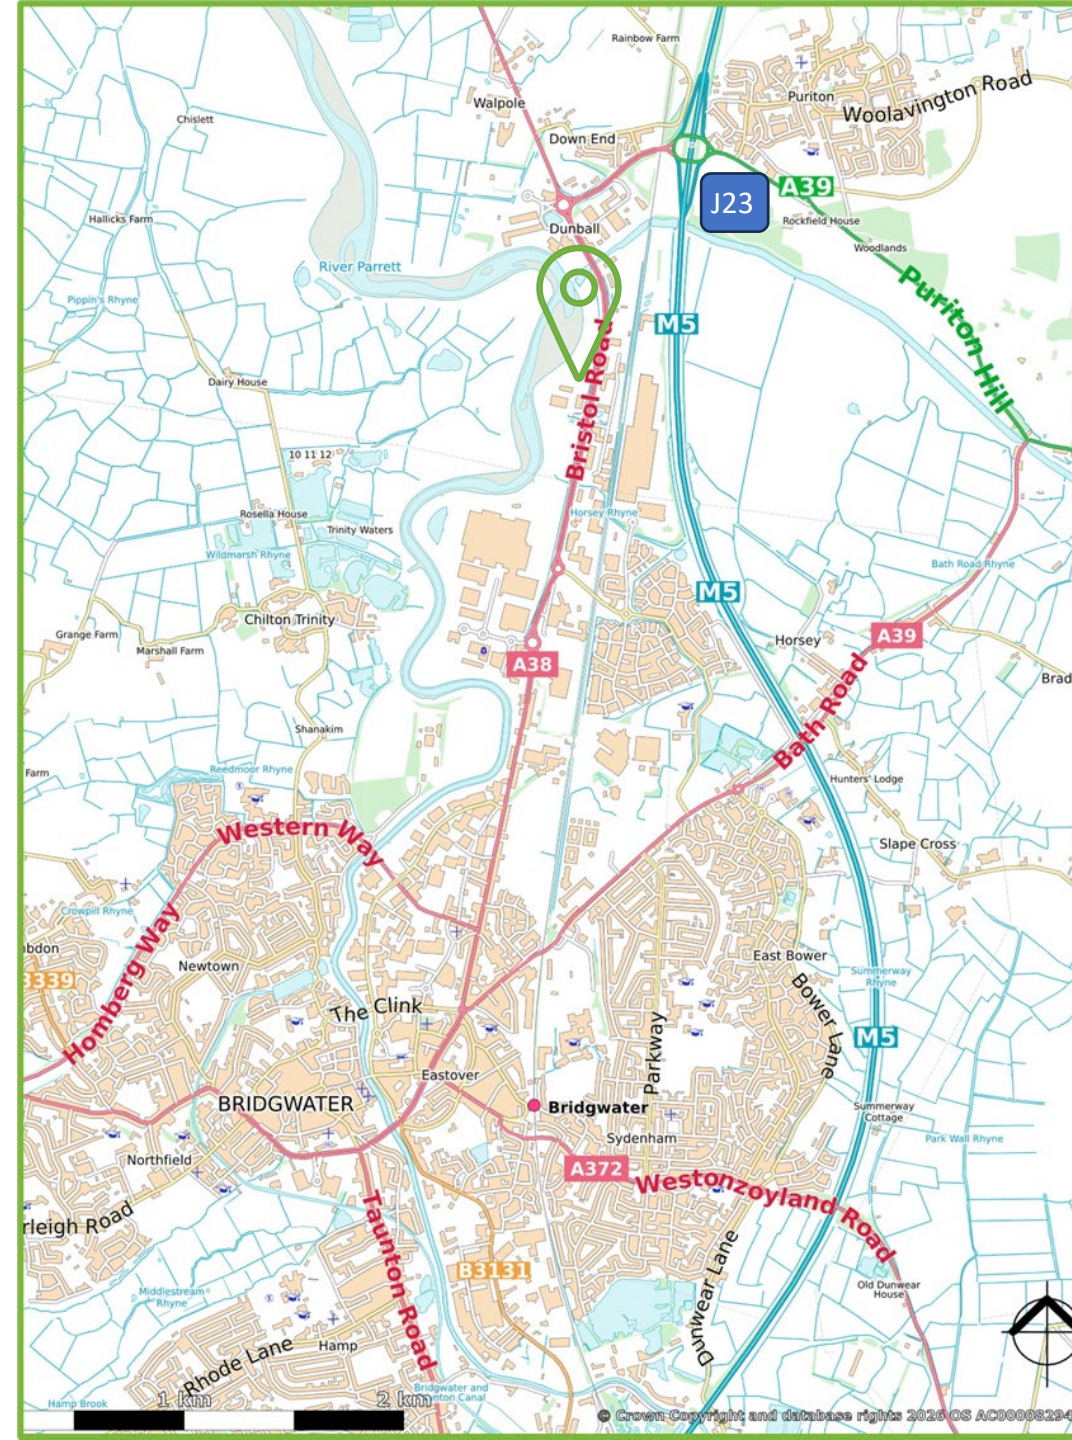 Rainbow Farm
Walpole
Puriton
Woolavington Road
Chislett
Down End
A39
J23
Hallicks Farm
Dunball
Rockfield House
Woodlands
River Parrett
Pippin's Rhyne
Puriton Hill
M5
Bristol Road
Dairy House
10 11 12
Rosella House
Horsey Rhyne
Trinity Waters
Wildmarsh Rhyne
Bath Road Rhyne
M5
Chilton Trinity
Grange Farm
Marshall Farm
Horsey
A39
A38
Brad
Bath Road
Shanakim
Reedmoor Rhyne
Farm
Hunters' Lodge
Western Way
Slape Cross
Crowpill Rhyne
Homberg Way
Newtown
East Bower
Summerway
Rhyne
3339
The Clink
Bower Lane
Parkway
M5
Eastover
BRIDGWATER
Bridgwater
Summerway
Cottage
Sydenham
Park Wall Rhyne
Northfield
A372
Westonzoyland Road
rleigh Road
Taunton Road
B3131
Dunwear Lane
Old Dunwear
House
Middlestream
Rhyne
Rhode Lane
Hamp
Hamp Brook
1 km
2 km
Bridgwater and
nton Canal
© Crown Copyright and database rights 2026 OS AC00008294